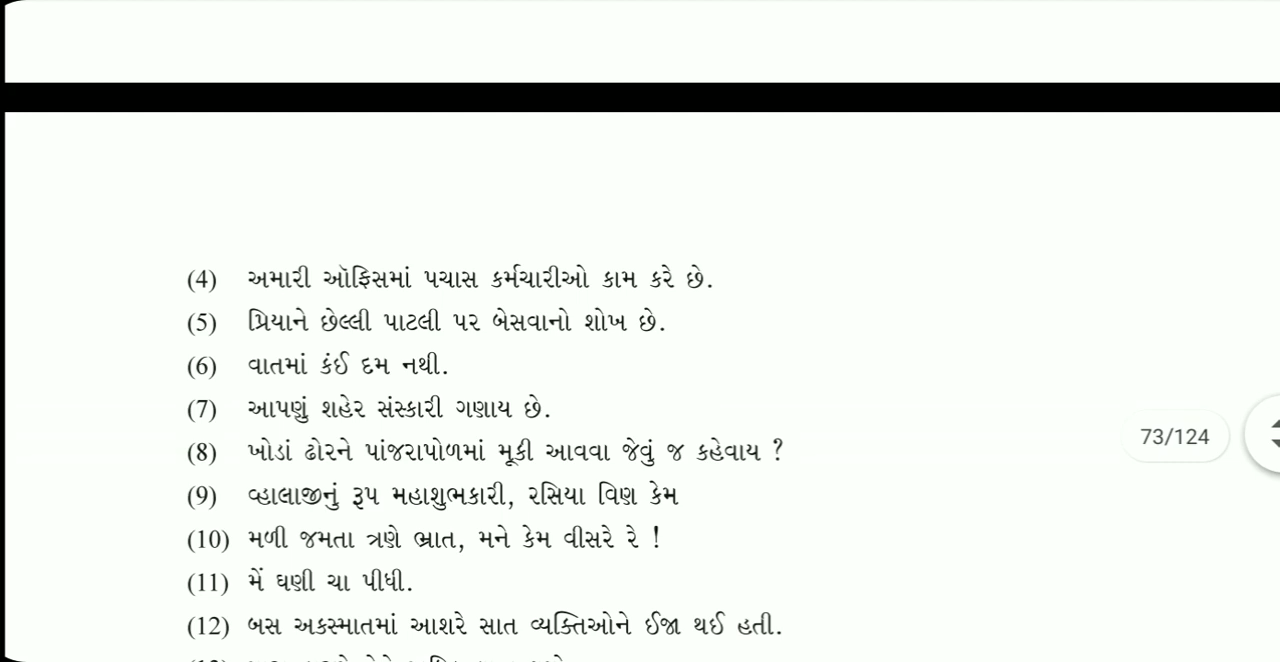 (4) અમારી ઑફિસમાં પચાસ કર્મચારીઓ કામ કરે છે.
(5) પ્રિયાને છેલ્લી પાટલી પર બેસવાનો શોખ છે.
(6) વાતમાં કંઈ દમ નથી.
(7) આપણું શહેર સંસ્કારી ગણાય છે.
73/124
(8) ખોડાં ઢોરને પાંજરાપોળમાં મૂકી આવવા જેવું જ કહેવાય ?
(9) વ્હાલાજીનું રૂપ મહાશુભકારી, રસિયા વિણ કેમ
(10) મળી જમતા ત્રણે ભ્રાત, મને કેમ વીસરે રે !
(11) મેં ઘણી ચા પીધી.
(12) બસ અકસ્માતમાં આશરે સાત વ્યક્તિઓને ઈજા થઈ હતી.